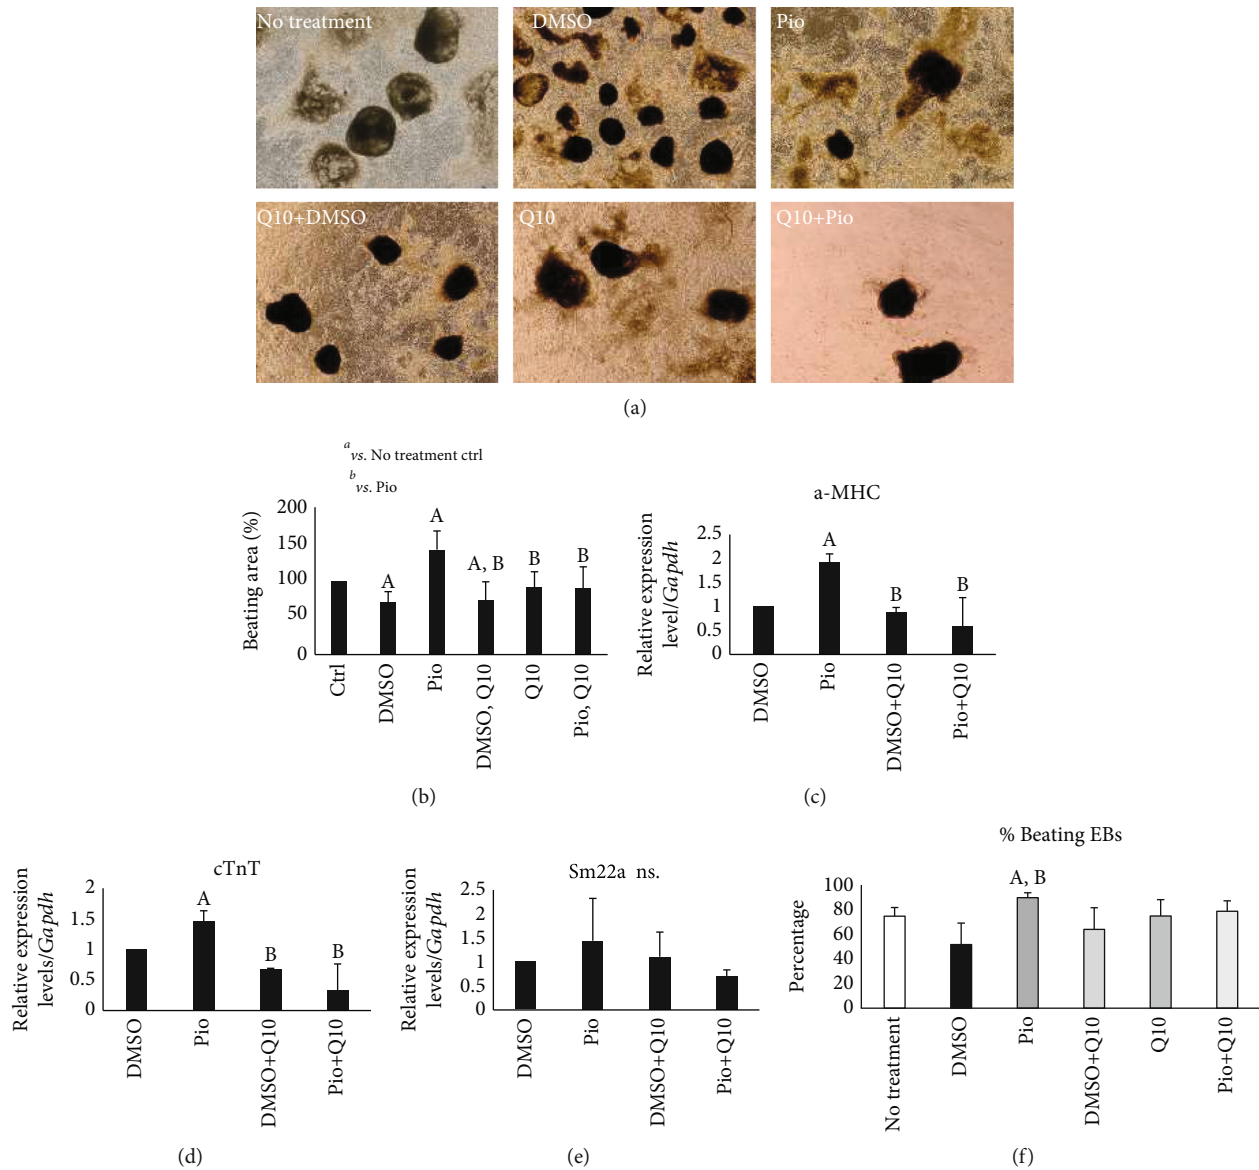 No treatment
DMSO
Pio
Q10+DMSO
Q10
Q10+Pio
(a)
a vs. No treatment ctrl
b vs. Pio
Beating area (%)
200
150
100
50
0
A
A
A, B
B
B
Ctrl
DMSO
Pio
DMSO, Q10
Q10
Pio, Q10
(b)
a-MHC
Relative expression
level/Gapdh
2.5
2
1.5
1
0.5
0
A
B
B
DMSO
Pio
DMSO+Q10
Pio+Q10
(c)
cTnT
Relative expression
levels/Gapdh
2
1.5
1
0.5
0
A
B
B
DMSO
Pio
DMSO+Q10
Pio+Q10
(d)
Sm22a ns.
Relative expression
levels/Gapdh
2.5
2
1.5
1
0.5
0
DMSO
Pio
DMSO+Q10
Pio+Q10
(e)
% Beating EBs
Percentage
100
80
60
40
20
0
A, B
No treatment
DMSO
Pio
DMSO+Q10
Q10
Pio+Q10
(f)